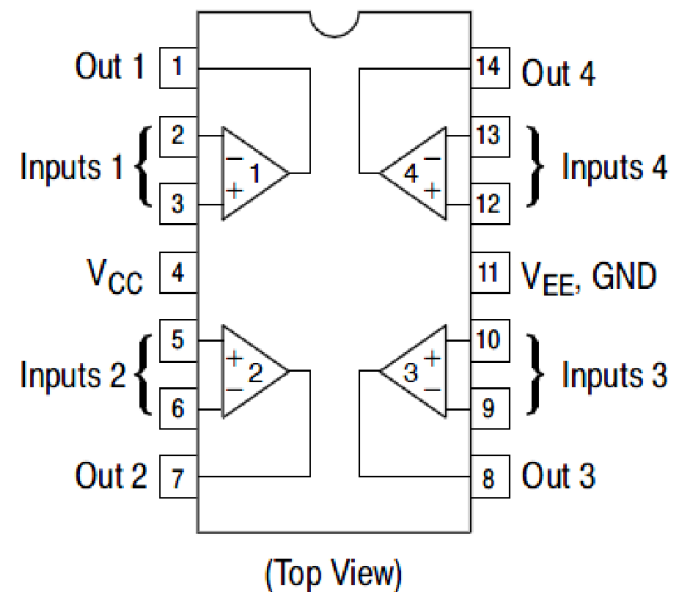 Out 1 1 14 Out 4
2 13
Inputs 1 − 1 4 − Inputs 4
+ +
3 12
VCC 4 11 VEE, GND
5 10
+ +
Inputs 2 2 3 Inputs 3
− −
6 9
Out 2 7 8 Out 3
(Top View)